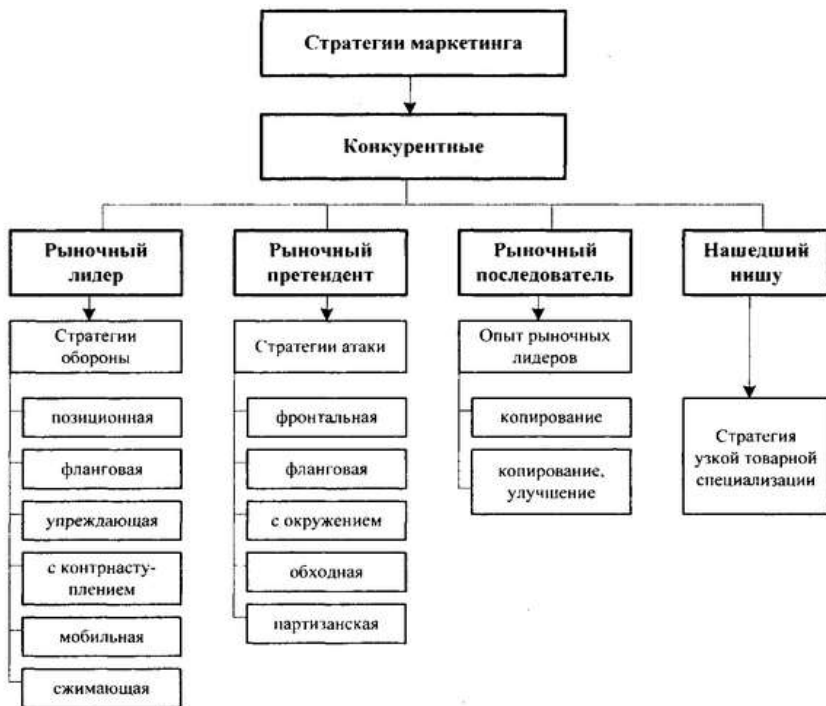 Стратегии маркетинга
Конкурентные
Рыночный
лидер
Рыночный
претендент
Рыночный
последователь
Нашедший
нишу
Стратегии
обороны
Стратегии атаки
Опыт рыночных
лидеров
позиционная
фланговая
упреждающая
с контрнасту-
плением
мобильная
сжимающая
фронтальная
фланговая
с окружением
обходная
партизанская
копирование
копирование,
улучшение
Стратегия
узкой товарной
специализации